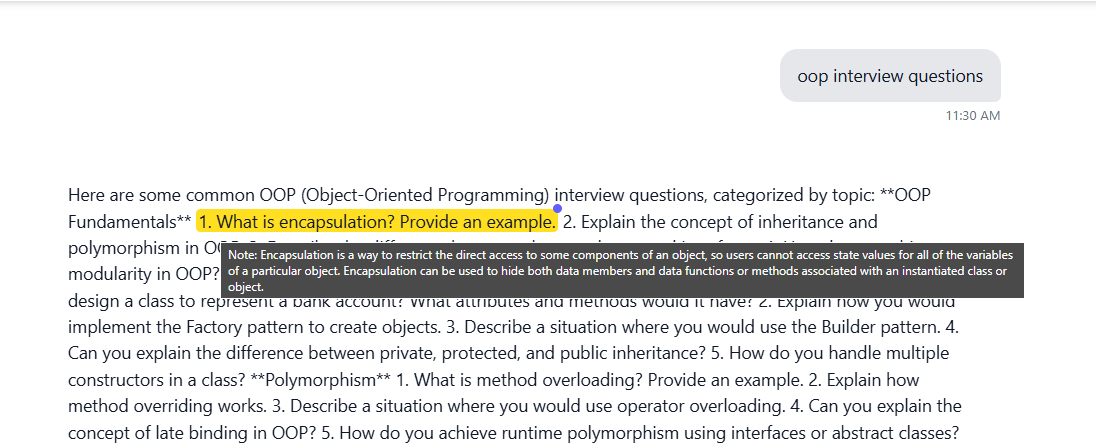 oop interview questions
11:30 AM
Here are some common OOP (Object-Oriented Programming) interview questions, categorized by topic: **OOP
Fundamentals** 1. What is encapsulation? Provide an example. 2. Explain the concept of inheritance and
polymorphism in
Note: Encapsulation is a way to restrict the direct access to some components of an object, so users cannot access state values for all of the variables
of a particular object. Encapsulation can be used to hide both data members and data functions or methods associated with an instantiated class or
object.
modularity in OOP?
design a class to represent a bank account? What attributes and methods would it have? 2. Explain how you would
implement the Factory pattern to create objects. 3. Describe a situation where you would use the Builder pattern. 4.
Can you explain the difference between private, protected, and public inheritance? 5. How do you handle multiple
constructors in a class? **Polymorphism** 1. What is method overloading? Provide an example. 2. Explain how
method overriding works. 3. Describe a situation where you would use operator overloading. 4. Can you explain the
concept of late binding in OOP? 5. How do you achieve runtime polymorphism using interfaces or abstract classes?